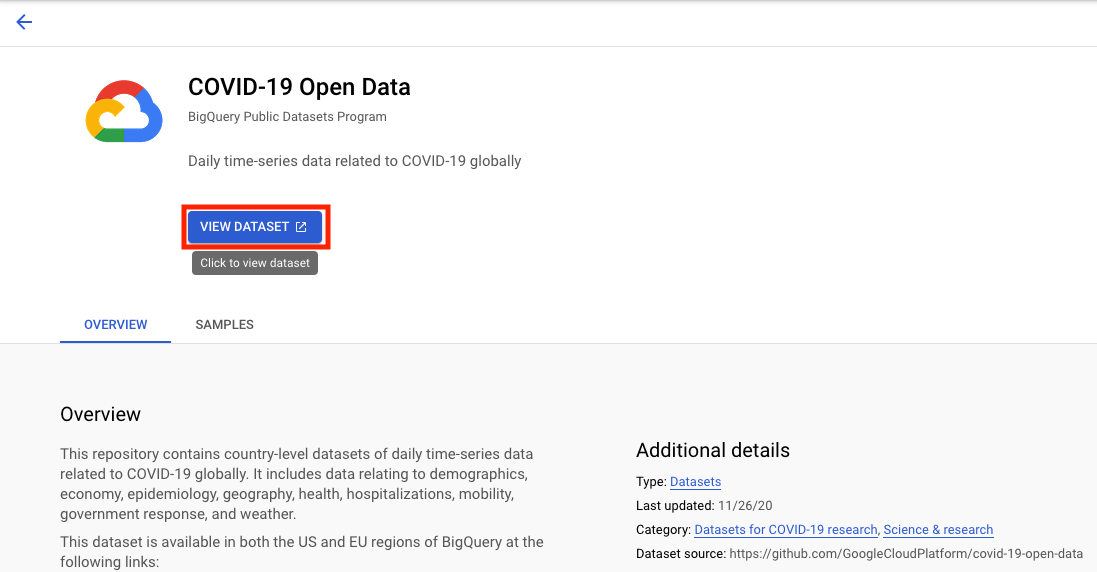 COVID-19 Open Data
BigQuery Public Datasets Program
Daily time-series data related to COVID-19 globally
VIEW DATASET
Click to view dataset
OVERVIEW
SAMPLES
Overview
This repository contains country-level datasets of daily time-series data
related to COVID-19 globally. It includes data relating to demographics,
economy, epidemiology, geography, health, hospitalizations, mobility,
government response, and weather.
This dataset is available in both the US and EU regions of BigQuery at the
following links:
Additional details
Type: Datasets
Last updated: 11/26/20
Category: Datasets for COVID-19 research, Science & research
Dataset source: https://github.com/GoogleCloudPlatform/covid-19-open-data